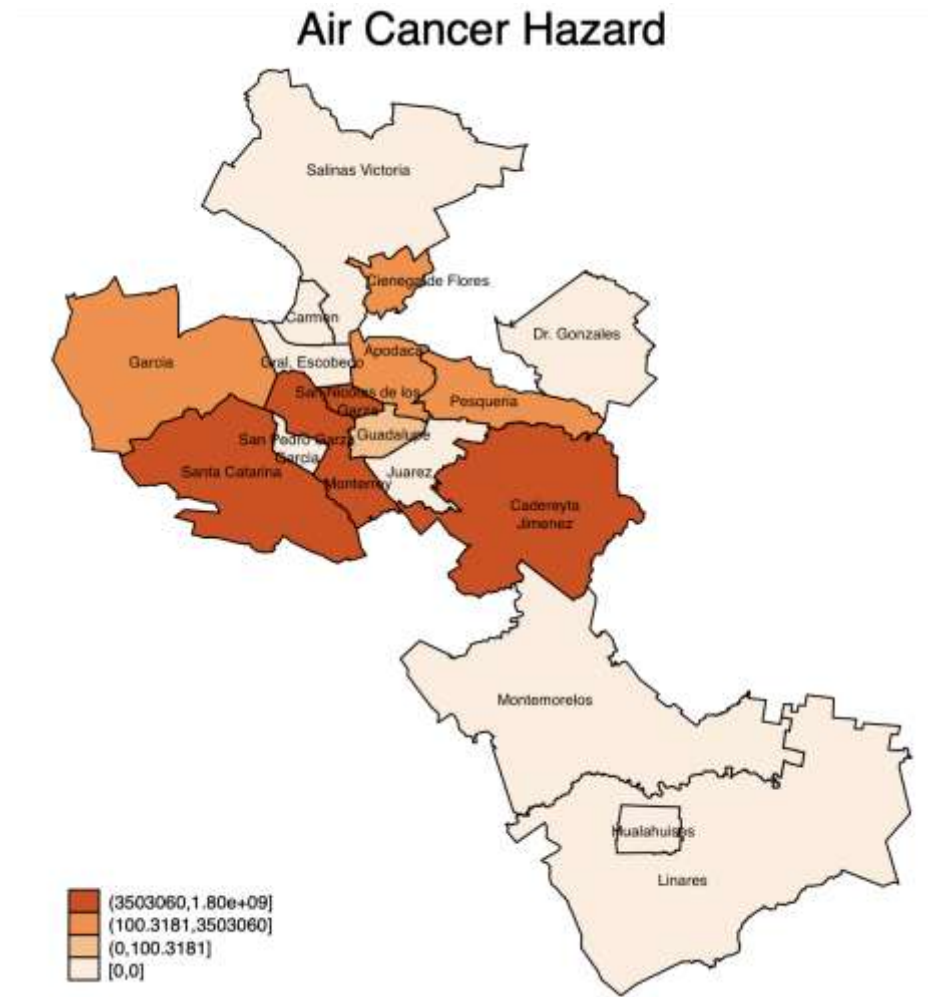 Air Cancer Hazard
Salinas Victoria
Cienega de Flores
Carmen
Dr. Gonzales
Garcia
Gral, Escobedo
Apodaca
San Nicolas de los
Garza
Pesqueria
San Pedro Garza
Garcia
Guadalupe
Santa Catarina
Monterrey
Juarez
Cadereyta
Jimenez
Montemorelos
Hualahuises
Linares
(3503060,1.80e+09]
(100.3181,3503060]
(0,100.3181]
[0,0]